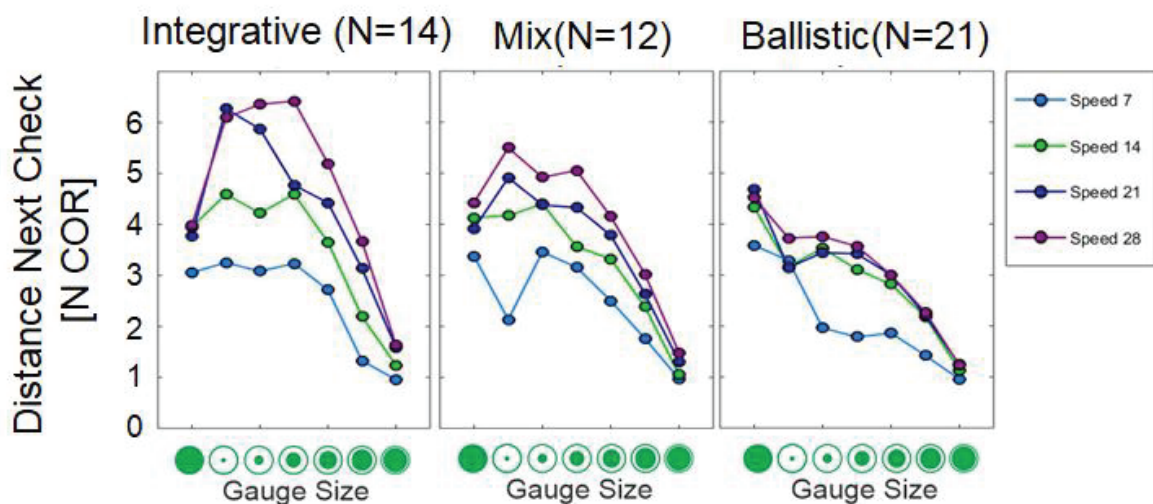 Integrative (N=14)
Mix(N=12)
Ballistic(N=21)
Distance Next Check
[N COR]
6
5
4
3
2
1
0
Speed 7
Speed 14
Speed 21
Speed 28
Gauge Size
Gauge Size
Gauge Size